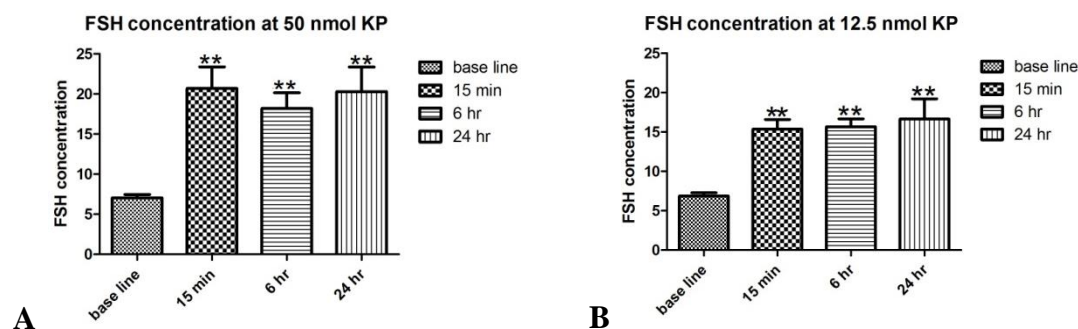 FSH concentration at 50 nmol KP
FSH concentration
25
20
15
10
5
0
**
**
**
base line
15 min
6 hr
24 hr
base line
15 min
6 hr
24 hr
A
FSH concentration at 12.5 nmol KP
FSH concentration
25
20
15
10
5
0
**
**
**
base line
15 min
6 hr
24 hr
base line
15 min
6 hr
24 hr
B